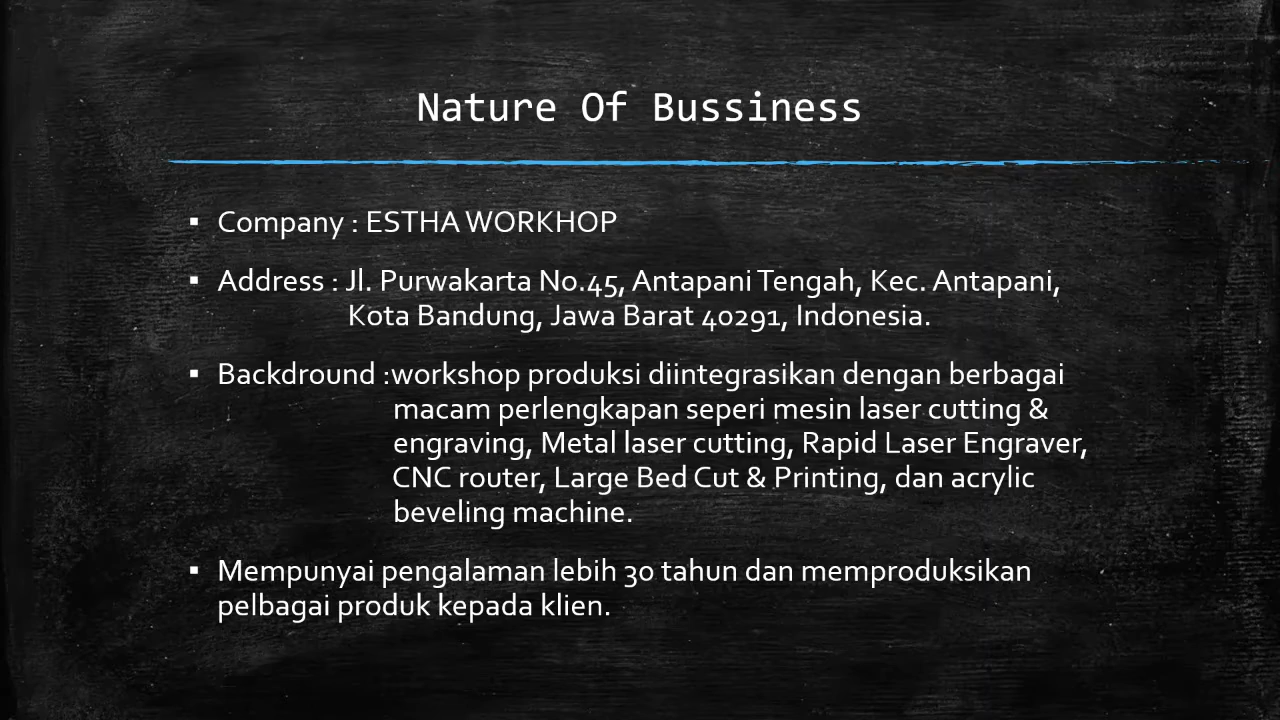 Nature Of Bussiness
▪ Company : ESTHA WORKHOP
▪ Address : Jl. Purwakarta No.45, Antapani Tengah, Kec. Antapani,
Kota Bandung, Jawa Barat 40291, Indonesia.
▪ Backdround :workshop produksi diintegrasikan dengan berbagai
macam perlengkapan seperi mesin laser cutting &
engraving, Metal laser cutting, Rapid Laser Engraver,
CNC router, Large Bed Cut & Printing, dan acrylic
beveling machine.
▪ Mempunyai pengalaman lebih 30 tahun dan memproduksikan
pelbagai produk kepada klien.